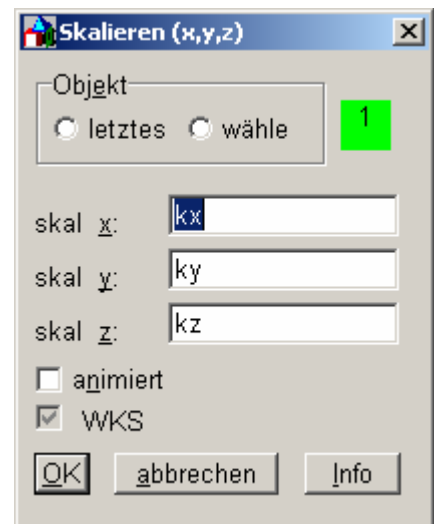 Skalieren (x,y,z)
Objekt
letztes wähle
1
skal x: kx
skal y: ky
skal z: kz
animiert
WKS
OK abbrechen Info